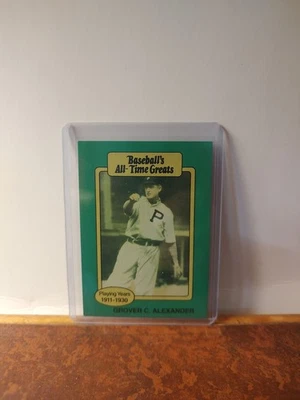 Baseball's
All-Time Greats
P
Playing Years
1911-1930
GROVER C. ALEXANDER